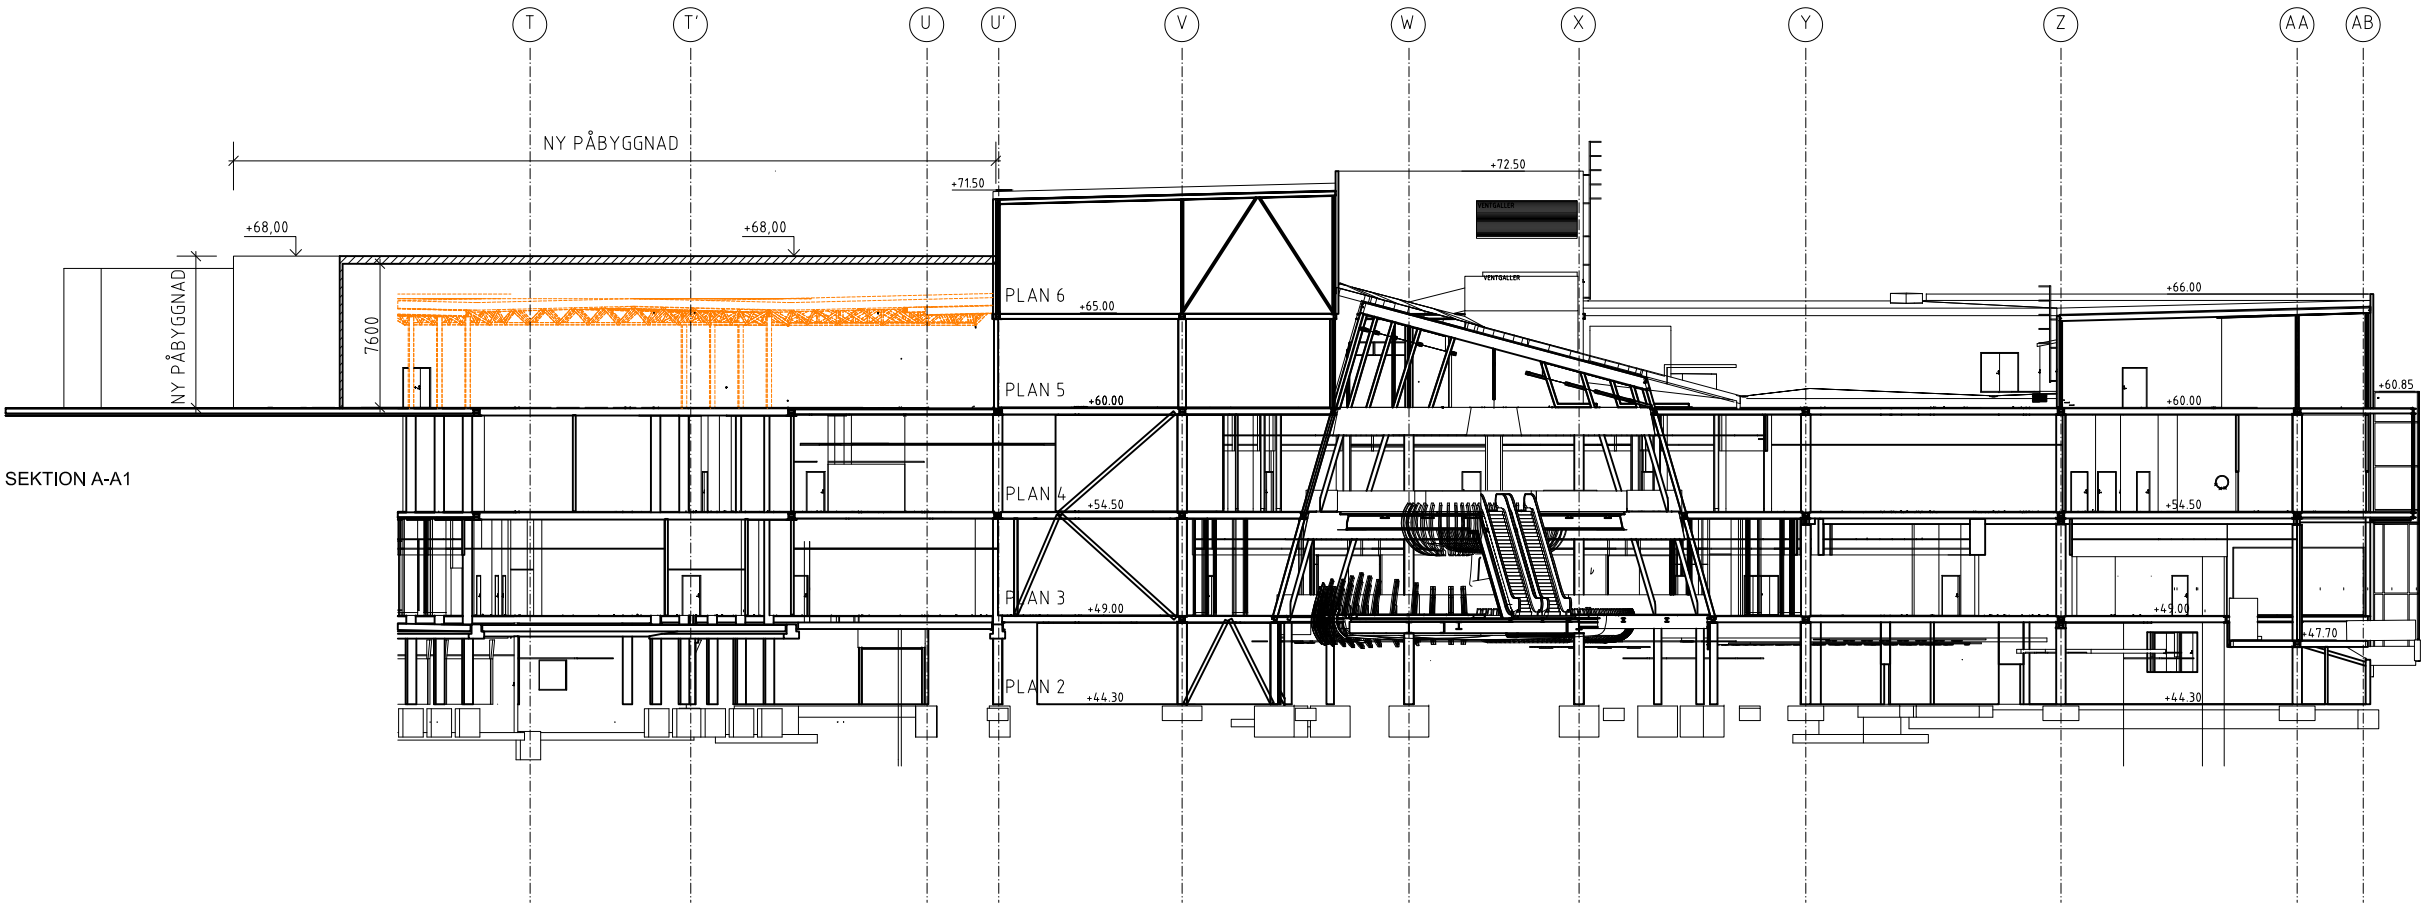 T T' U U' V W X Y Z AA AB
NY PÅBYGGNAD
+72.50
+71.50
VENTGALLER
+68,00 +68,00
NY PÅBYGGNAD
7600
VENTGALLER
PLAN 6
+65.00
+66.00
PLAN 5
+60.00
+60.00
+60.85
SEKTION A-A1
PLAN 4
+54.50
+54.50
PLAN 3
+49.00
+49.00
+47.70
PLAN 2
+44.30
+44.30